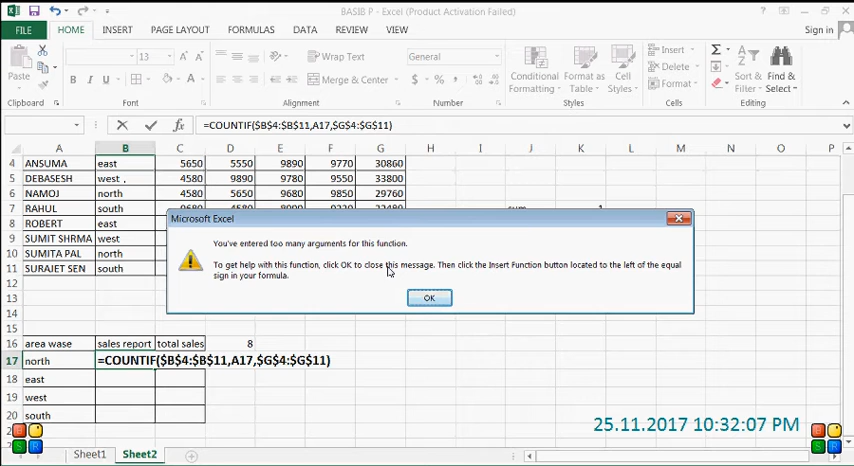 BASIB P - Excel (Product Activation Failed)
FILE HOME INSERT PAGE LAYOUT FORMULAS DATA REVIEW VIEW Sign in
Paste 13 Wrap Text General Insert Σ
B I U Merge & Center $ % Conditional Formatting Format as Table Cell Styles Delete Format Sort & Filter Find & Select
Clipboard Font Alignment Number Styles Cells Editing
=COUNTIF($B$4:$B$11,A17,$G$4:$G$11)
A B C D E F G H I J K L M N O P
4 ANSUMA east 5650 5550 9890 9770 30860
5 DEBASESH west . 4580 9890 9780 9550 33800
6 NAMOJ north 4580 5650 9680 9850 29760
7 RAHUL south
8 ROBERT east
9 SUMIT SHRMA west
10 SUMITA PAL north
11 SURAJET SEN south
12
13
14
15
16 area wase sales report total sales 8
17 north =COUNTIF($B$4:$B$11,A17,$G$4:$G$11)
18 east
19 west
20 south
Microsoft Excel
You've entered too many arguments for this function.
To get help with this function, click OK to close this message. Then click the Insert Function button located to the left of the equal
sign in your formula.
OK
25.11.2017 10:32:07 PM
Sheet1 Sheet2